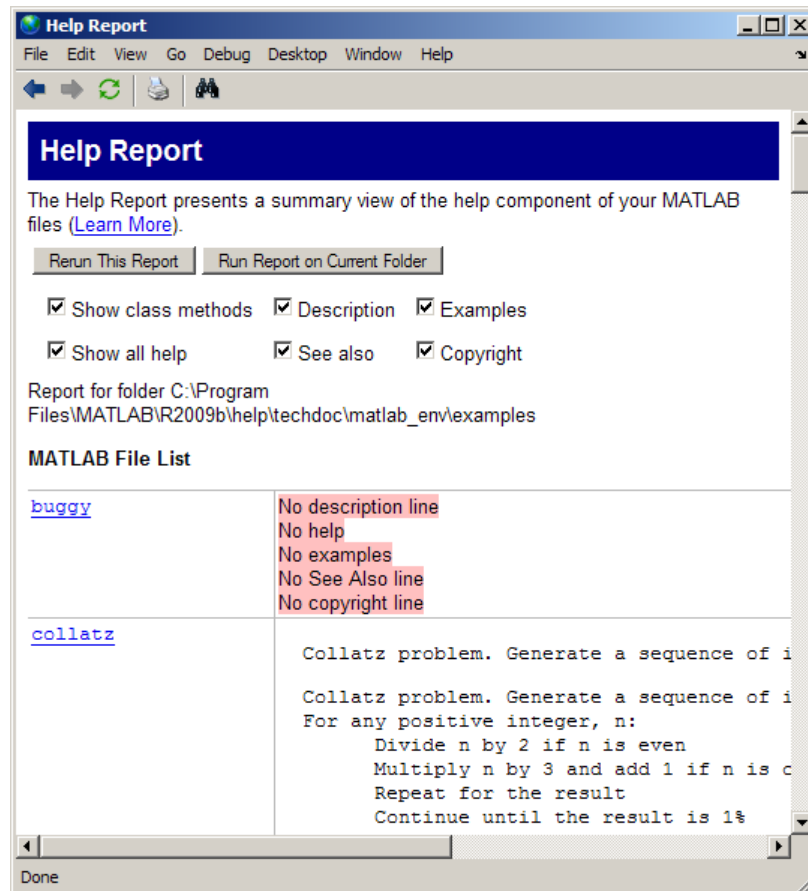 Help Report
File Edit View Go Debug Desktop Window Help
Help Report
The Help Report presents a summary view of the help component of your MATLAB
files (Learn More).
Rerun This Report Run Report on Current Folder
Show class methods Description Examples
Show all help See also Copyright
Report for folder C:\Program
Files\MATLAB\R2009b\help\techdoc\matlab_env\examples
MATLAB File List
buggy No description line
No help
No examples
No See Also line
No copyright line
collatz
Collatz problem. Generate a sequence of i
Collatz problem. Generate a sequence of i
For any positive integer, n:
Divide n by 2 if n is even
Multiply n by 3 and add 1 if n is
Repeat for the result
Continue until the result is 1%
Done